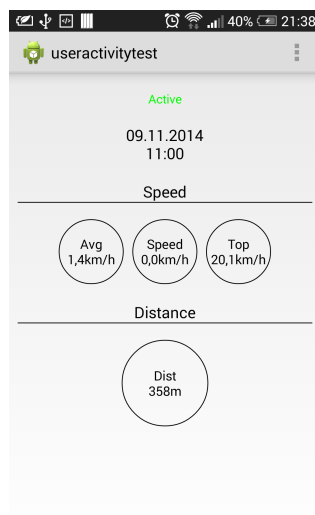 40% 21:38
useractivitytest
Active
09.11.2014
11:00
Speed
Avg Speed Top
1,4km/h 0,0km/h 20,1km/h
Distance
Dist
358m